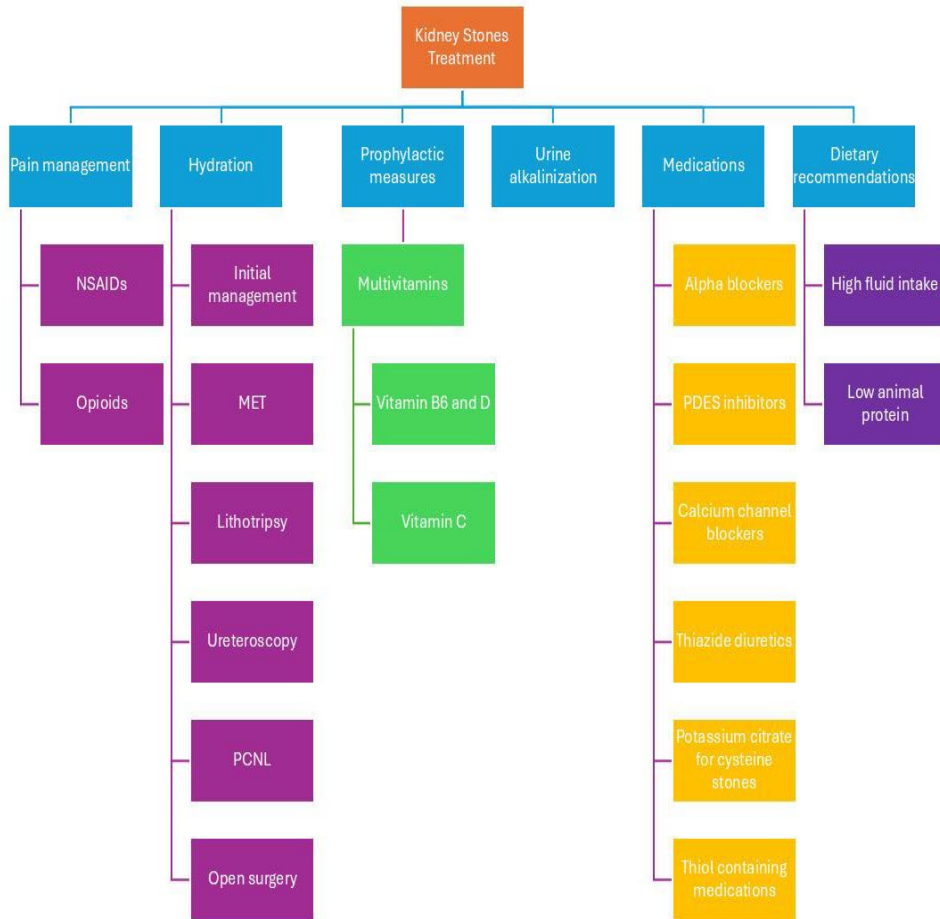 Kidney Stones
Treatment
Pain management
Hydration
Prophylactic
measures
Urine
alkalinization
Medications
Dietary
recommendations
NSAIDs
Opioids
Initial
management
MET
Lithotripsy
Ureteroscopy
PCNL
Open surgery
Multivitamins
Vitamin B6 and D
Vitamin C
Alpha blockers
PDES inhibitors
Calcium channel
blockers
Thiazide diuretics
Potassium citrate
for cysteine
stones
Thiol containing
medications
High fluid intake
Low animal
protein